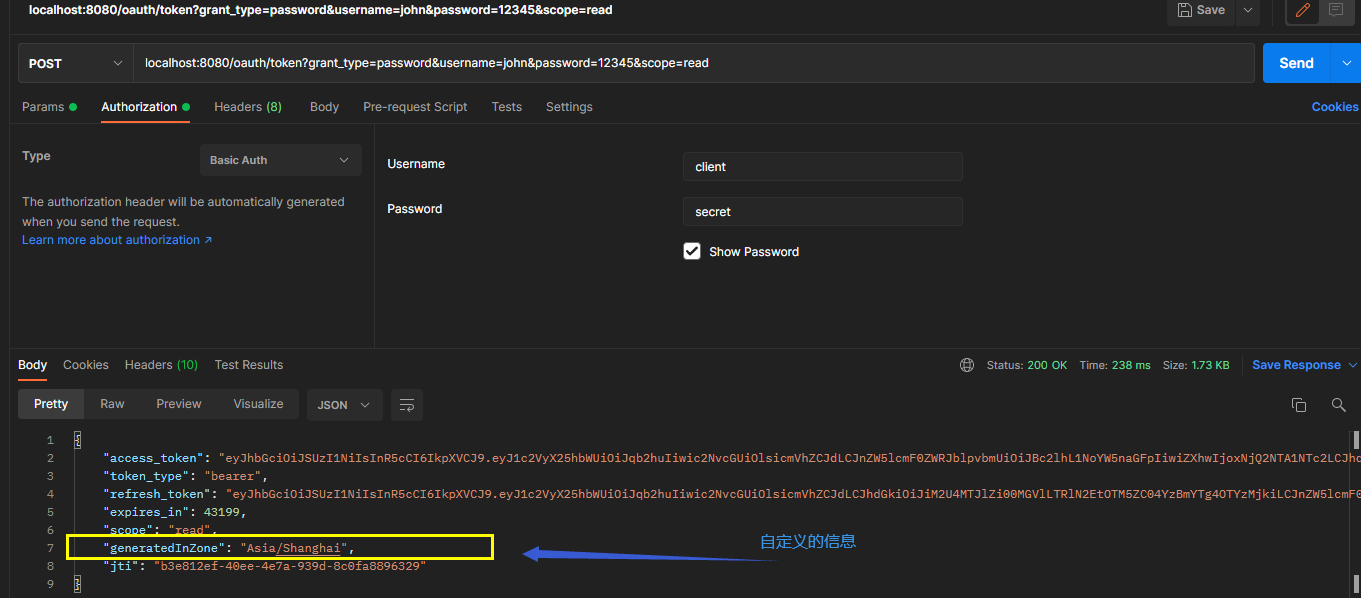 localhost:8080/oauth/token?grant_type=password&username=john&password=12345&scope=read
Save
POST
localhost:8080/oauth/token?grant_type=password&username=john&password=12345&scope=read
Send
Params
Authorization
Headers (8)
Body
Pre-request Script
Tests
Settings
Cookies
Type
Basic Auth
The authorization header will be automatically generated
when you send the request.
Learn more about authorization ↗
Username
client
Password
secret
Show Password
Body
Cookies
Headers (10)
Test Results
Status: 200 OK
Time: 238 ms
Size: 1.73 KB
Save Response
Pretty
Raw
Preview
Visualize
JSON
1 {
2 "access_token": "eyJhbGciOiJSUzI1NiIsInR5cCI6IkpXVCJ9.eyJ1c2VyX25hbWUiOiJqb2huIiwic2NvcGUiOlsicmVhZCJdLCJnZW5lcmF0ZWRJblpvbmUiOiJBc2lhL1NoYW5naGFpIiwiZXhwIjoxNjQ2NTA1NTc2LCJhd
3 "token_type": "bearer",
4 "refresh_token": "eyJhbGciOiJSUzI1NiIsInR5cCI6IkpXVCJ9.eyJ1c2VyX25hbWUiOiJqb2huIiwic2NvcGUiOlsicmVhZCJdLCJhdGkiOiJiM2U4MTJlZi00MGVlLTRlN2EtOTM5ZC04YzBmYTg4OTYzMjkiLCJnZW5lcmF0
5 "expires_in": 43199,
6 "scope": "read",
7 "generatedInZone": "Asia/Shanghai",
自定义的信息
8 "jti": "b3e812ef-40ee-4e7a-939d-8c0fa8896329"
9 }